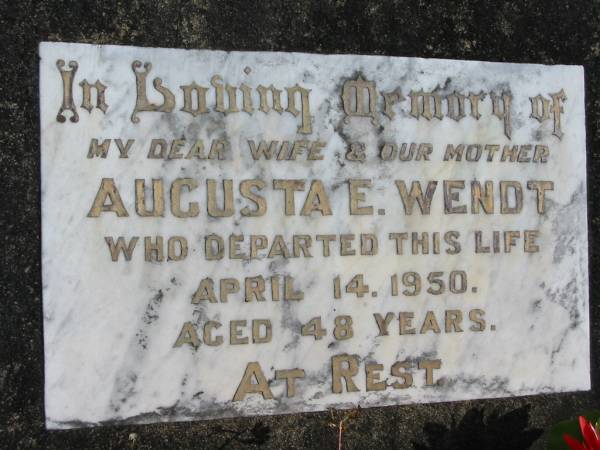 In Loving Memory of
MY DEAR WIFE & OUR MOTHER
AUGUSTA E. WENDT
WHO DEPARTED THIS LIFE
APRIL 14. 1950.
AGED 48 YEARS.
AT REST.